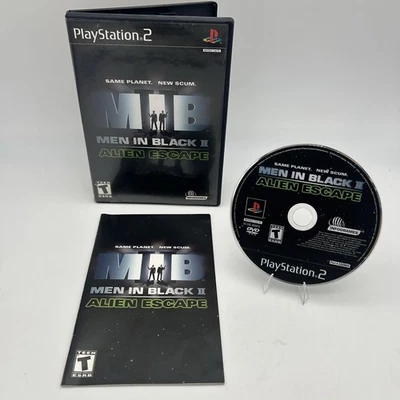 PlayStation 2
SAME PLANET. NEW SCUM.
MIB
MEN IN BLACK II
ALIEN ESCAPE
TEEN
T
ESRB
INFOGRAMES
SAME PLANET. NEW SCUM.
MIB
MEN IN BLACK II
ALIEN ESCAPE
TEEN
T
E.S.R.B.
SAME PLANET. NEW SCUM.
MEN IN BLACK II
ALIEN ESCAPE
INFOGRAMES
T
DVD
PlayStation 2